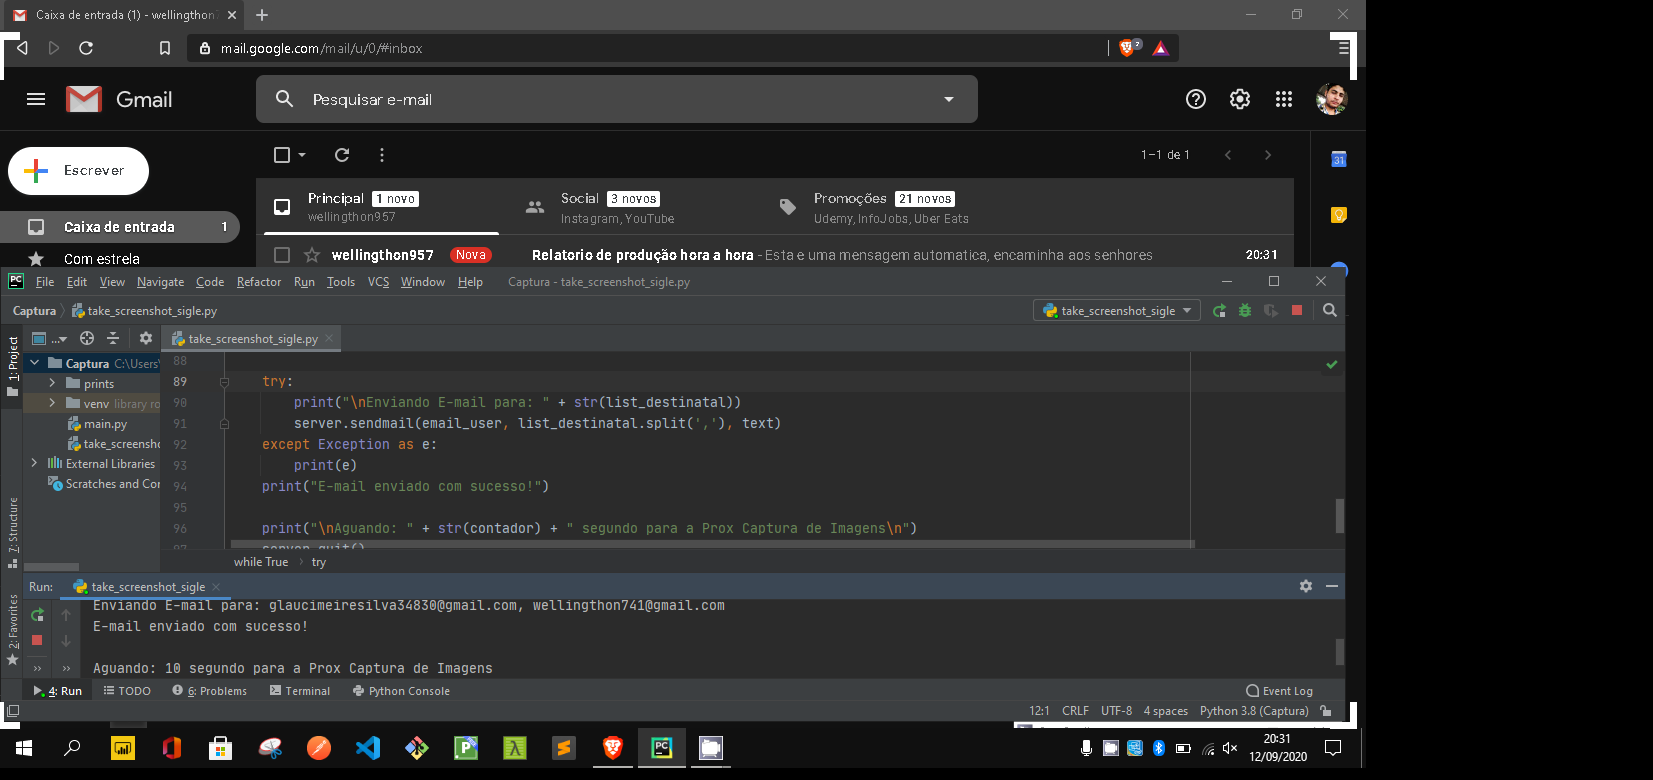 Caixa de entrada (1) - wellingthon
mail.google.com/mail/u/0/#inbox
2
Gmail
Pesquisar e-mail
Escrever
1–1 de 1
Principal 1 novo
wellingthon957
Social 3 novos
Instagram, YouTube
Promoções 21 novos
Udemy, InfoJobs, Uber Eats
31
Caixa de entrada 1
Com estrela
wellingthon957 Nova Relatorio de produção hora a hora - Esta e uma mensagem automatica, encaminha aos senhores 20:31
PC File Edit View Navigate Code Refactor Run Tools VCS Window Help Captura - take_screenshot_sigle.py
Captura take_screenshot_sigle.py
take_screenshot_sigle
1: Project
...
take_screenshot_sigle.py
Captura C:\Users\
prints
venv library ro
main.py
take_screensho
External Libraries
Scratches and Cor
88
89 try:
90 print("\nEnviando E-mail para: " + str(list_destinatal))
91 server.sendmail(email_user, list_destinatal.split(','), text)
92 except Exception as e:
93 print(e)
94 print("E-mail enviado com sucesso!")
95
96 print("\nAguando: " + str(contador) + " segundo para a Prox Captura de Imagens\n")
97 server.quit()
while True try
7: Structure
2: Favorites
Run: take_screenshot_sigle
Enviando E-mail para: glaucimeiresilva34830@gmail.com, wellingthon741@gmail.com
E-mail enviado com sucesso!
Aguando: 10 segundo para a Prox Captura de Imagens
4: Run TODO 6: Problems Terminal Python Console Event Log
12:1 CRLF UTF-8 4 spaces Python 3.8 (Captura)
PC
20:31
12/09/2020